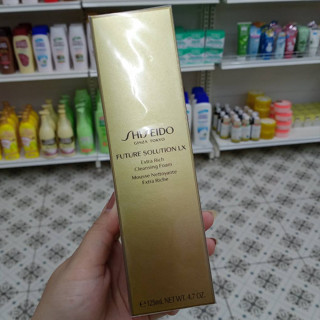 SHISEIDO
GINZA TOKYO
FUTURE SOLUTION LX
Extra Rich
Cleansing Foam
Mousse Nettoyante
Extra Riche
125mL NET WT. 4.7 OZ.